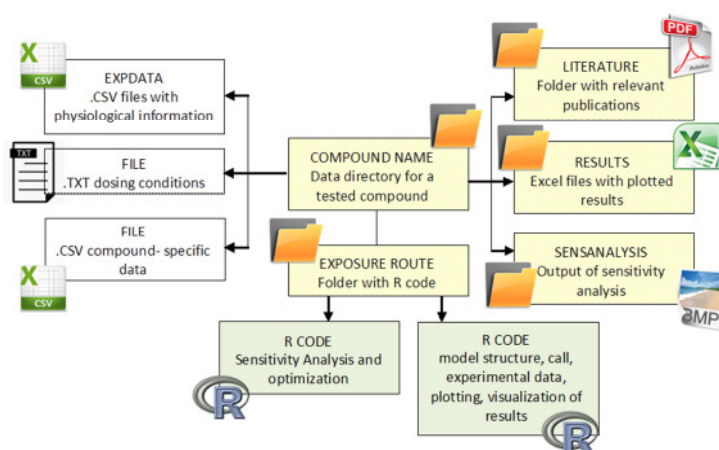 X
CSV
EXPDATA
.CSV files with
physiological information
TXT
FILE
.TXT dosing conditions
FILE
.CSV compound- specific
data
X
CSV
COMPOUND NAME
Data directory for a
tested compound
EXPOSURE ROUTE
Folder with R code
PDF
Adobe
LITERATURE
Folder with relevant
publications
X
RESULTS
Excel files with plotted
results
SENSANALYSIS
Output of sensitivity
analysis
BMP
R CODE
Sensitivity Analysis and
optimization
R
R CODE
model structure, call,
experimental data,
plotting, visualization of
results
R